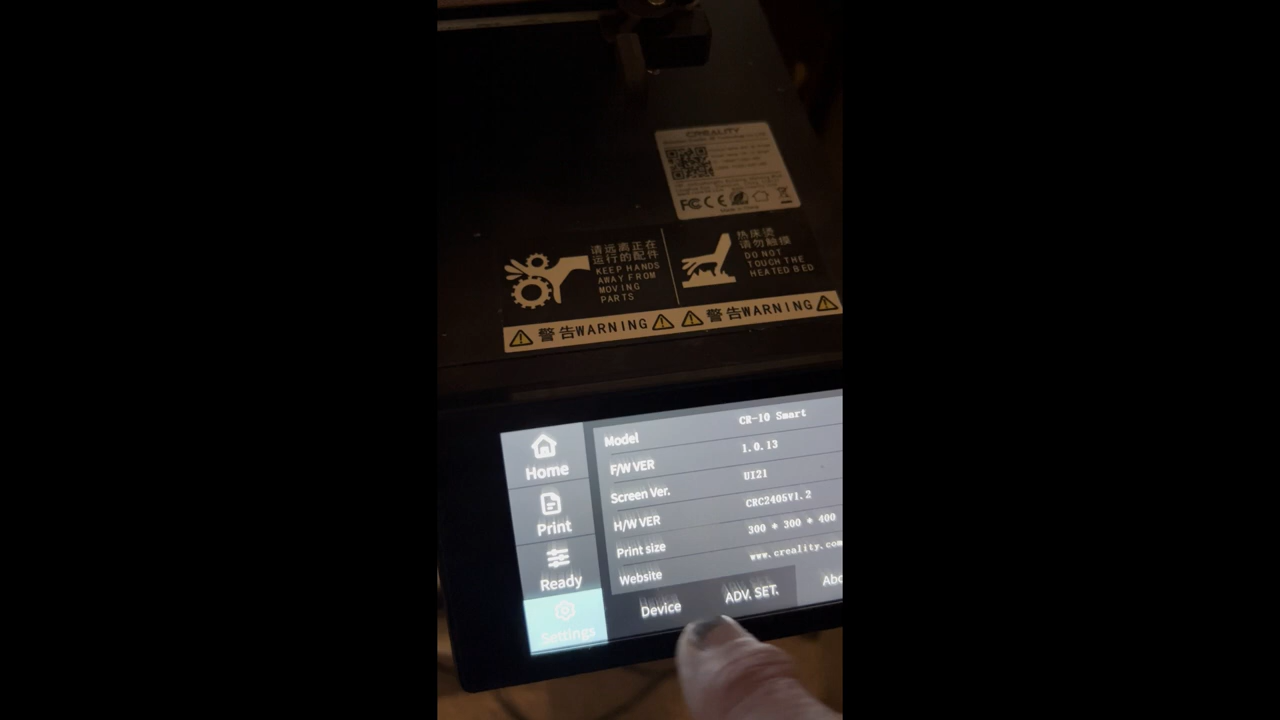 CREALITY
FC CE
Made in China
请远离正在
运行的配件
KEEP HANDS
AWAY FROM
MOVING
PARTS
热床烫
请勿触摸
DO NOT
TOUCH THE
HEATED BED
警告WARNING
警告WARNING
Home
Print
Ready
Settings
Model CR-10 Smart
F/W VER 1.0.13
Screen Ver. UI21
H/W VER CRC2405V1.2
Print size 300 * 300 * 400
Website www.creality.com
Device ADV. SET. Abo